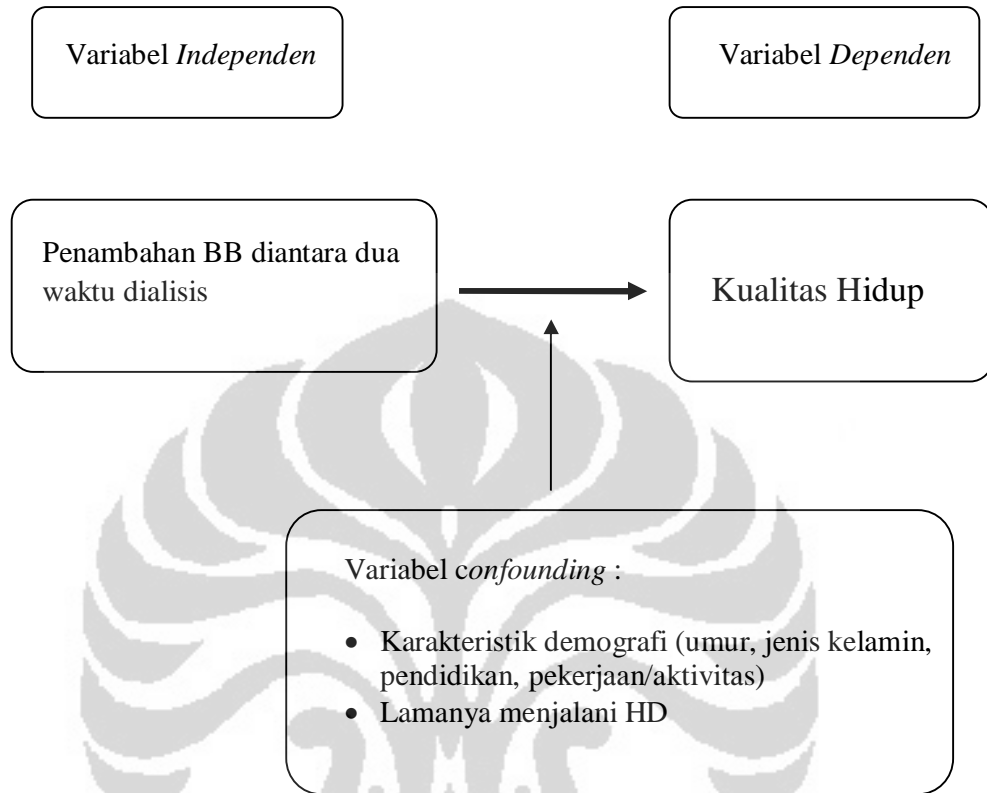 Variabel Independen
Variabel Dependen
Penambahan BB diantara dua
waktu dialisis
Kualitas Hidup
Variabel confounding :
• Karakteristik demografi (umur, jenis kelamin,
pendidikan, pekerjaan/aktivitas)
• Lamanya menjalani HD